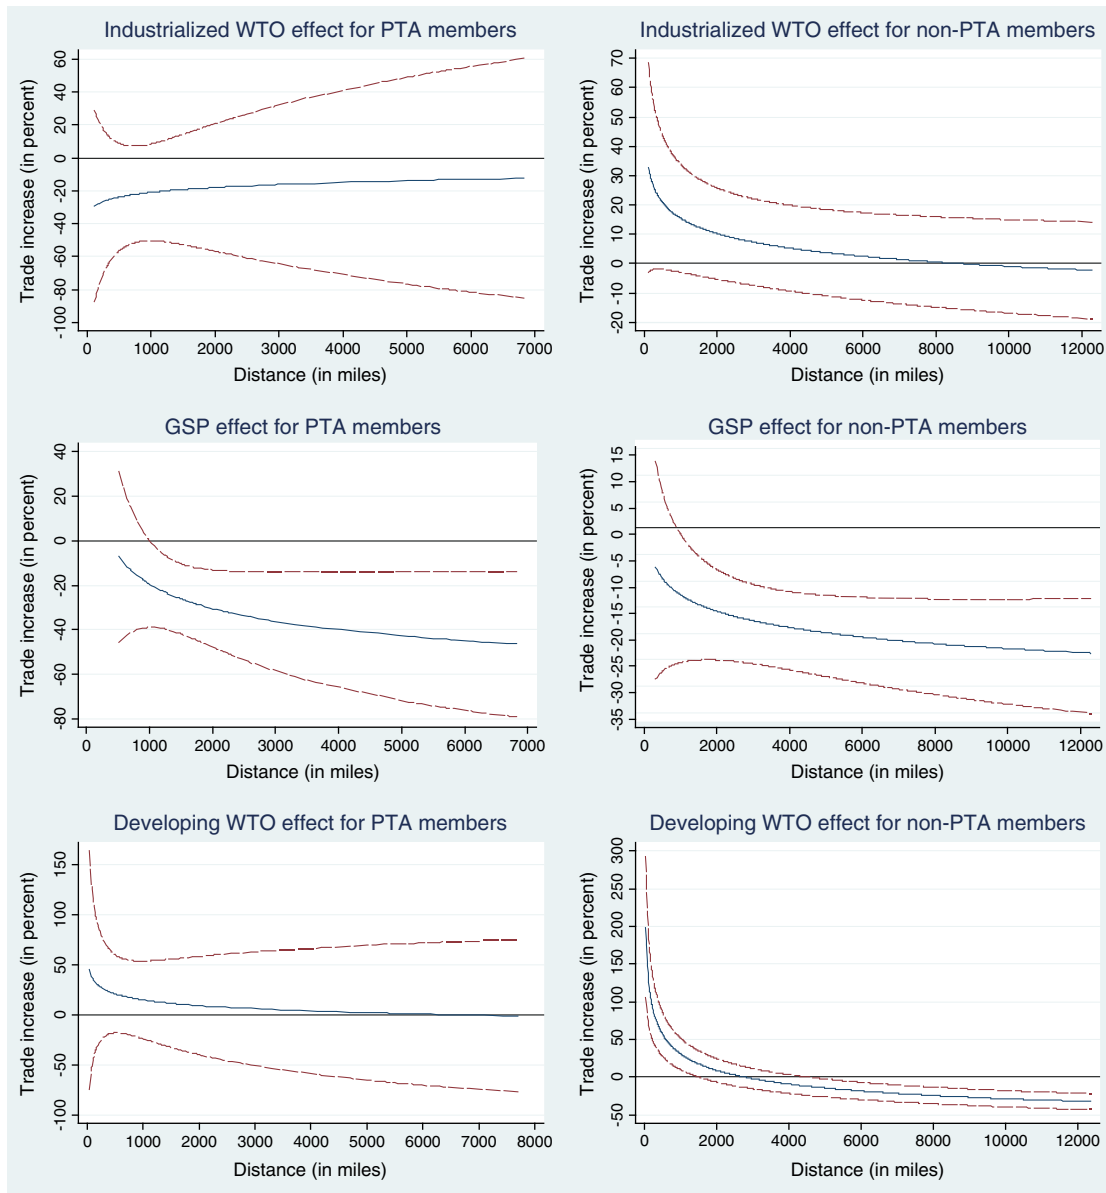 Industrialized WTO effect for PTA members
Trade increase (in percent)
60
40
20
0
-20
-40
-60
-80
-100
0 1000 2000 3000 4000 5000 6000 7000
Distance (in miles)
Industrialized WTO effect for non-PTA members
Trade increase (in percent)
70
60
50
40
30
20
10
0
-10
-20
0 2000 4000 6000 8000 10000 12000
Distance (in miles)
GSP effect for PTA members
Trade increase (in percent)
40
20
0
-20
-40
-60
-80
0 1000 2000 3000 4000 5000 6000 7000
Distance (in miles)
GSP effect for non-PTA members
Trade increase (in percent)
15
10
5
0
-5
-10
-15
-20
-25
-30
-35
0 2000 4000 6000 8000 10000 12000
Distance (in miles)
Developing WTO effect for PTA members
Trade increase (in percent)
150
100
50
0
-50
-100
0 1000 2000 3000 4000 5000 6000 7000 8000
Distance (in miles)
Developing WTO effect for non-PTA members
Trade increase (in percent)
300
250
200
150
100
50
0
-50
0 2000 4000 6000 8000 10000 12000
Distance (in miles)